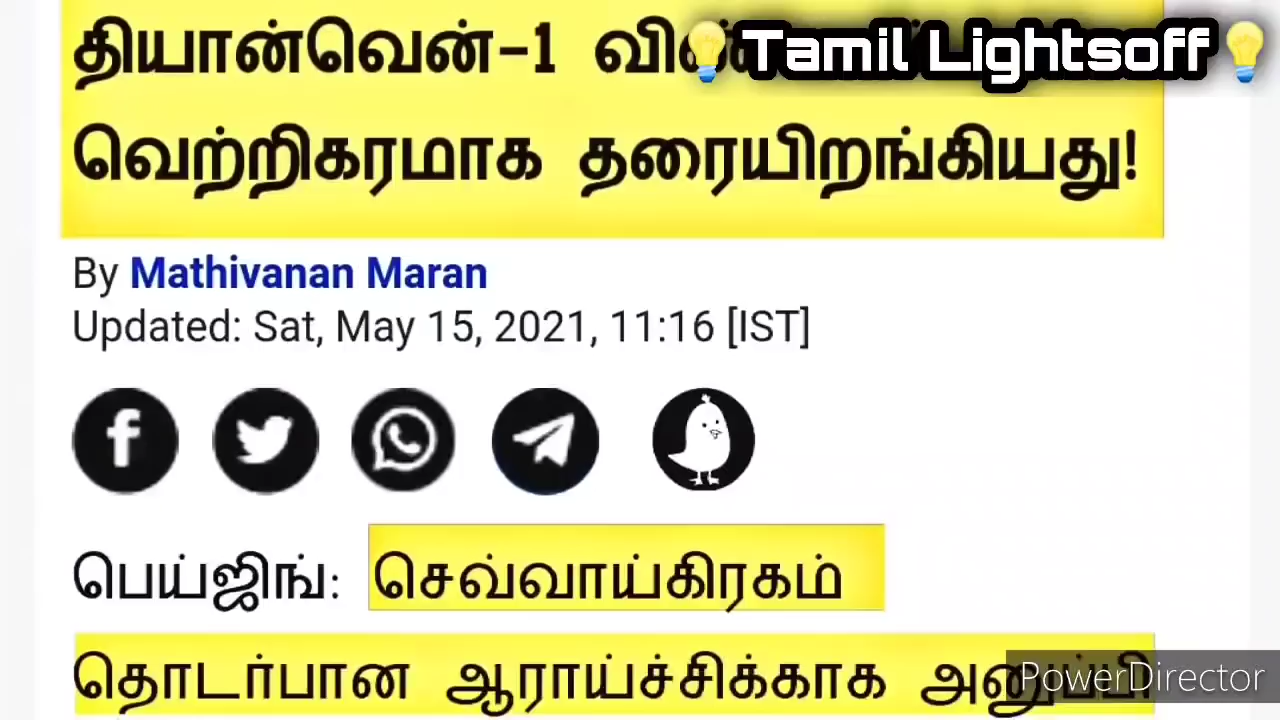 Tamil Lightsoff
தியான்வென்-1
வெற்றிகரமாக தரையிறங்கியது!
By Mathivanan Maran
Updated: Sat, May 15, 2021, 11:16 [IST]
பெய்ஜிங்: செவ்வாய்கிரகம்
தொடர்பான ஆராய்ச்சிக்காக அனுப்பி
PowerDirector